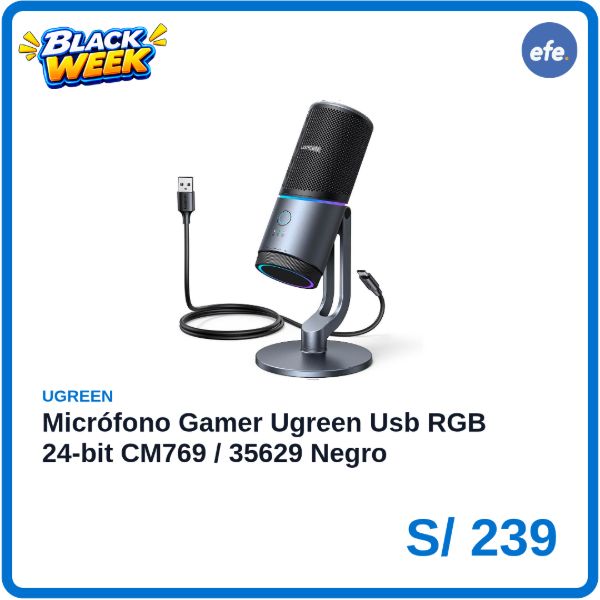 BLACK
WEEK
efe.
UGREEN
Micrófono Gamer Ugreen Usb RGB
24-bit CM769 / 35629 Negro
S/ 239